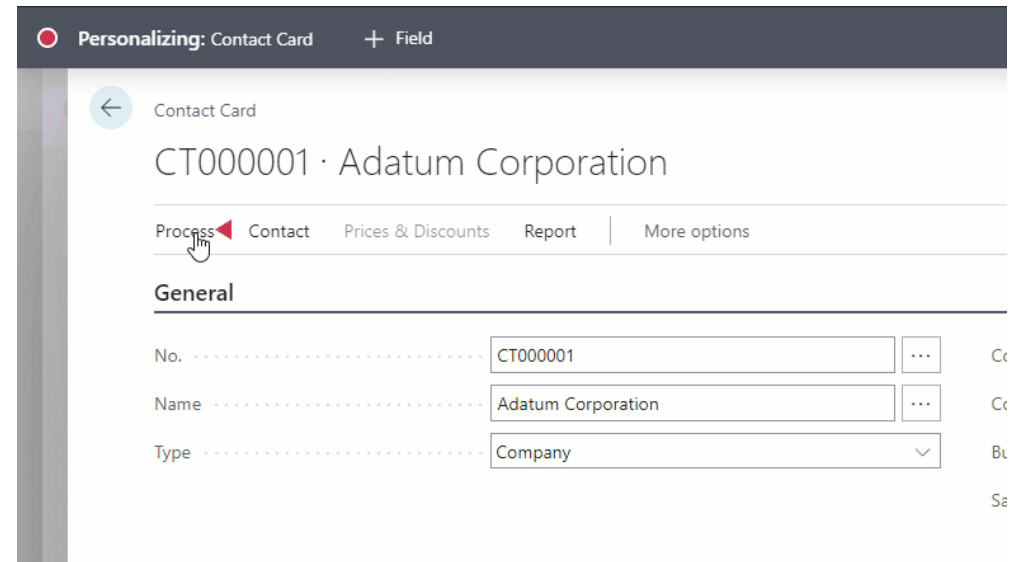 Personalizing: Contact Card + Field
Contact Card
CT000001 · Adatum Corporation
Process Contact Prices & Discounts Report More options
General
No. CT000001 ...
Name Adatum Corporation ...
Type Company